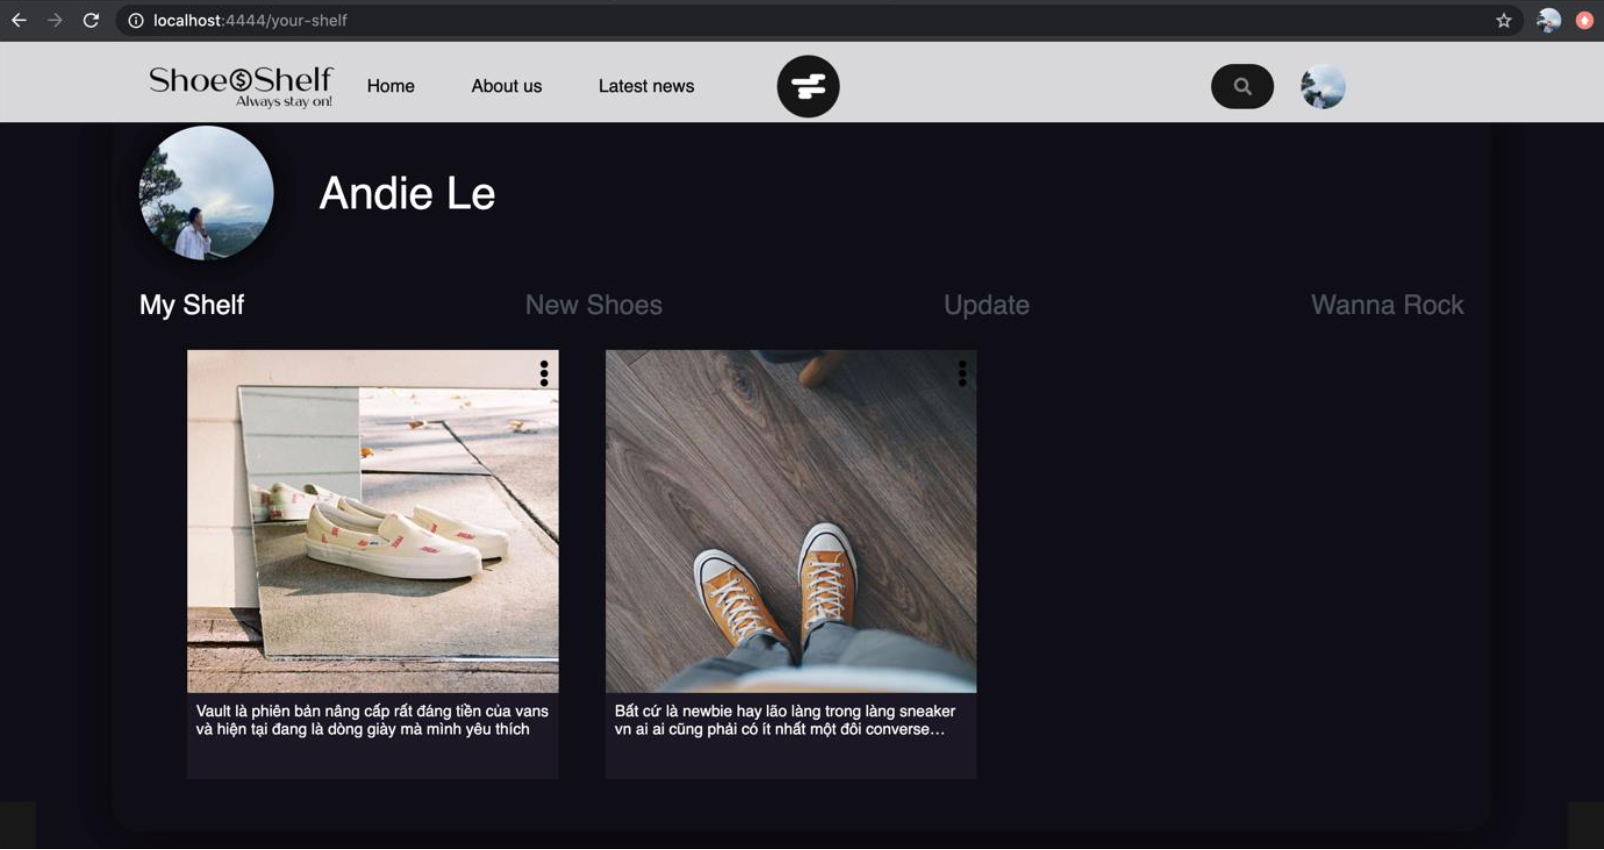 localhost:4444/your-shelf
Shoe$Shelf
Always stay on!
Home
About us
Latest news
Andie Le
My Shelf
New Shoes
Update
Wanna Rock
Vault là phiên bản nâng cấp rất đáng tiền của vans
và hiện tại đang là dòng giày mà mình yêu thích
Bất cứ là newbie hay lão làng trong làng sneaker
vn ai ai cũng phải có ít nhất một đôi converse...